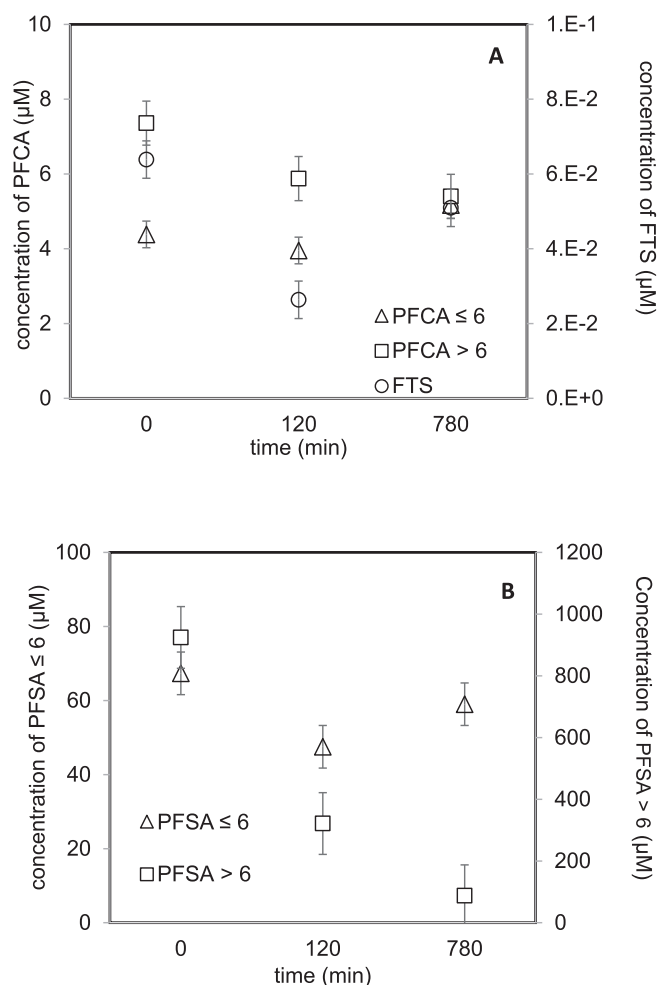 10
8
6
4
2
0
concentration of PFCA (μM)
A
1.E-1
8.E-2
6.E-2
4.E-2
2.E-2
0.E+0
concentration of FTS (μM)
PFCA ≤ 6
PFCA > 6
FTS
0
120
780
time (min)
100
80
60
40
20
0
concentration of PFSA ≤ 6 (μM)
B
1200
1000
800
600
400
200
0
Concentration of PFSA > 6 (μM)
PFSA ≤ 6
PFSA > 6
0
120
780
time (min)